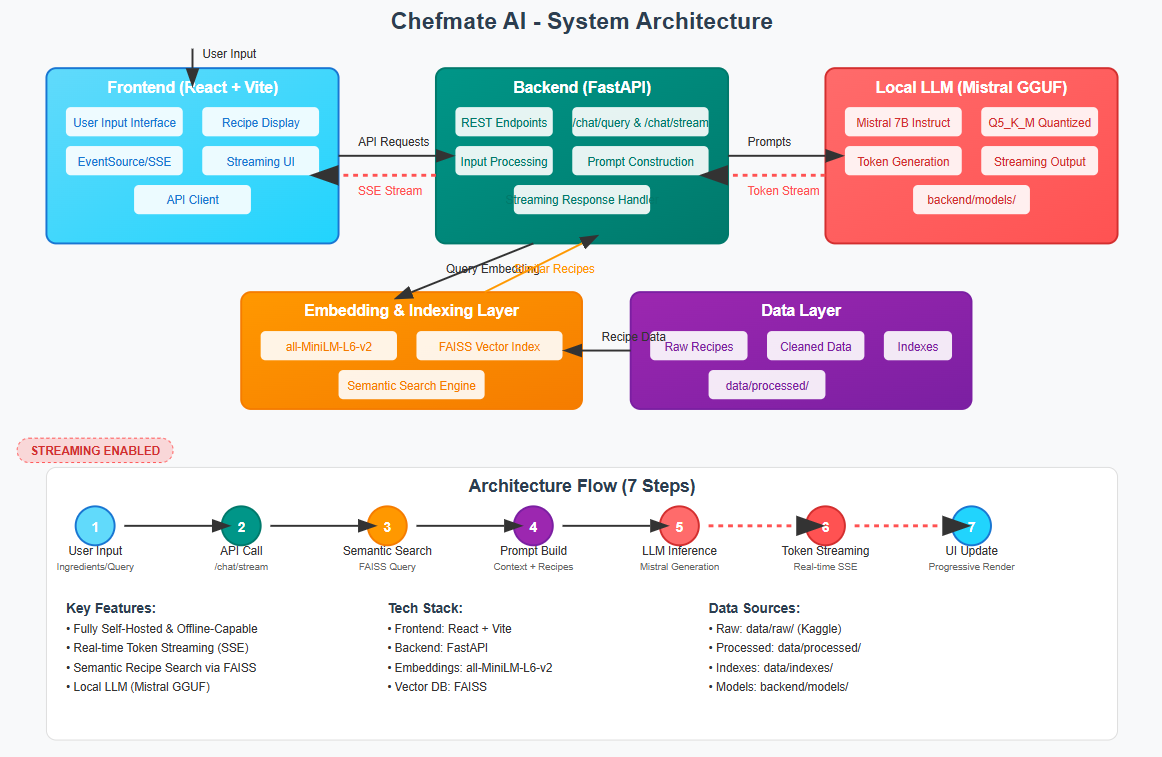 Chefmate AI - System Architecture
User Input
Frontend (React + Vite)
User Input Interface
Recipe Display
EventSource/SSE
Streaming UI
API Client
API Requests
SSE Stream
Backend (FastAPI)
REST Endpoints
/chat/query & /chat/stream
Input Processing
Prompt Construction
Streaming Response Handle
Prompts
Token Stream
Local LLM (Mistral GGUF)
Mistral 7B Instruct
Q5_K_M Quantized
Token Generation
Streaming Output
backend/models/
Query Embedding
Similar Recipes
Embedding & Indexing Layer
all-MiniLM-L6-v2
FAISS Vector Index
Semantic Search Engine
Recipe Data
Data Layer
Raw Recipes
Cleaned Data
Indexes
data/processed/
STREAMING ENABLED
Architecture Flow (7 Steps)
1
2
3
4
5
6
7
User Input
API Call
Semantic Search
Prompt Build
LLM Inference
Token Streaming
UI Update
Ingredients/Query
/chat/stream
FAISS Query
Context + Recipes
Mistral Generation
Real-time SSE
Progressive Render
Key Features:
• Fully Self-Hosted & Offline-Capable
• Real-time Token Streaming (SSE)
• Semantic Recipe Search via FAISS
• Local LLM (Mistral GGUF)
Tech Stack:
• Frontend: React + Vite
• Backend: FastAPI
• Embeddings: all-MiniLM-L6-v2
• Vector DB: FAISS
Data Sources:
• Raw: data/raw/ (Kaggle)
• Processed: data/processed/
• Indexes: data/indexes/
• Models: backend/models/